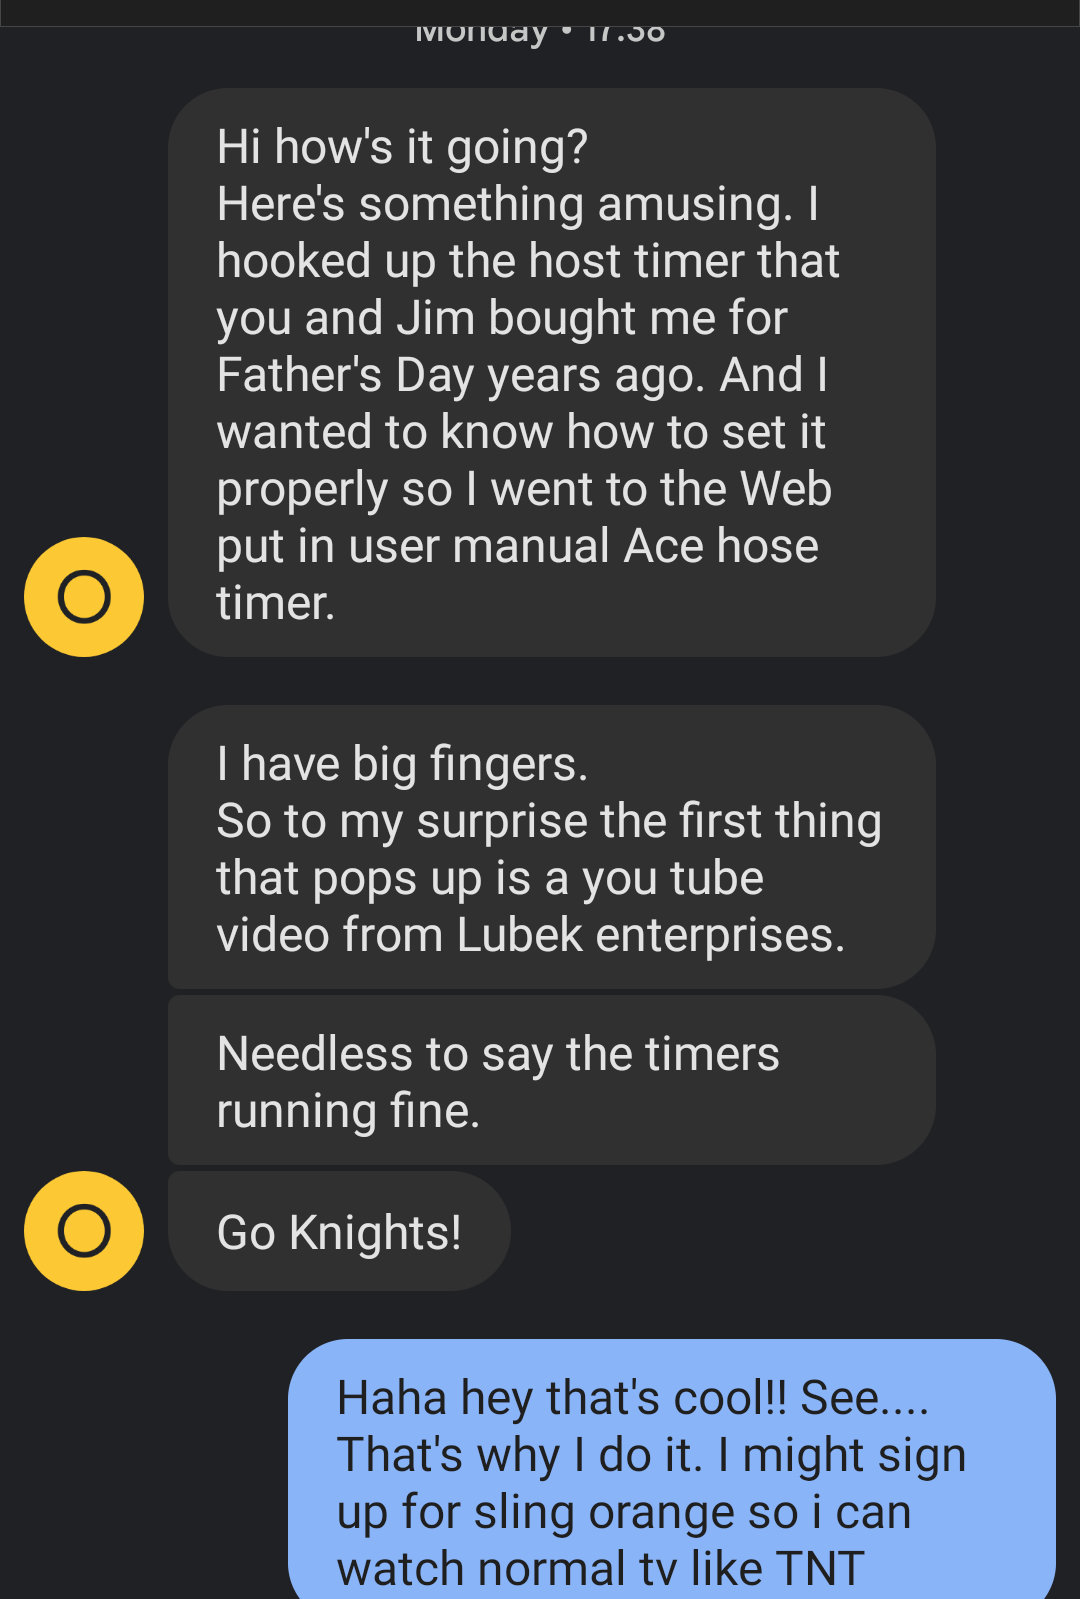 Monday • 17:38
Hi how's it going?
Here's something amusing. I
hooked up the host timer that
you and Jim bought me for
Father's Day years ago. And I
wanted to know how to set it
properly so I went to the Web
put in user manual Ace hose
timer.
O
I have big fingers.
So to my surprise the first thing
that pops up is a you tube
video from Lubek enterprises.
Needless to say the timers
running fine.
O
Go Knights!
Haha hey that's cool!! See....
That's why I do it. I might sign
up for sling orange so i can
watch normal tv like TNT